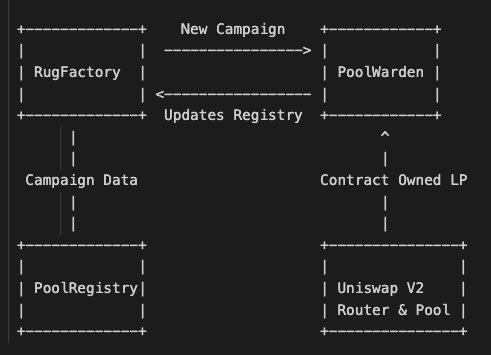 New Campaign
RugFactory
PoolWarden
Updates Registry
Campaign Data
Contract Owned LP
PoolRegistry
Uniswap V2
Router & Pool